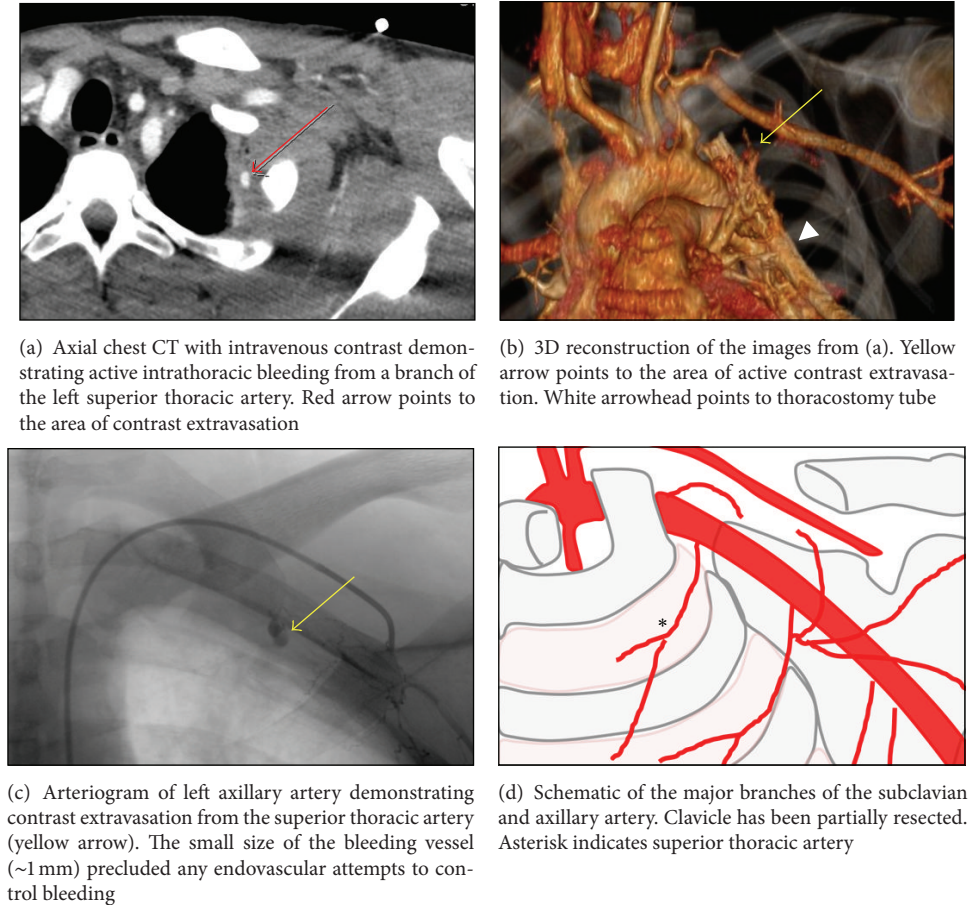 (a) Axial chest CT with intravenous contrast demon-
strating active intrathoracic bleeding from a branch of
the left superior thoracic artery. Red arrow points to
the area of contrast extravasation
(b) 3D reconstruction of the images from (a). Yellow
arrow points to the area of active contrast extravasa-
tion. White arrowhead points to thoracostomy tube
*
(c) Arteriogram of left axillary artery demonstrating
contrast extravasation from the superior thoracic artery
(yellow arrow). The small size of the bleeding vessel
(~1 mm) precluded any endovascular attempts to con-
trol bleeding
(d) Schematic of the major branches of the subclavian
and axillary artery. Clavicle has been partially resected.
Asterisk indicates superior thoracic artery